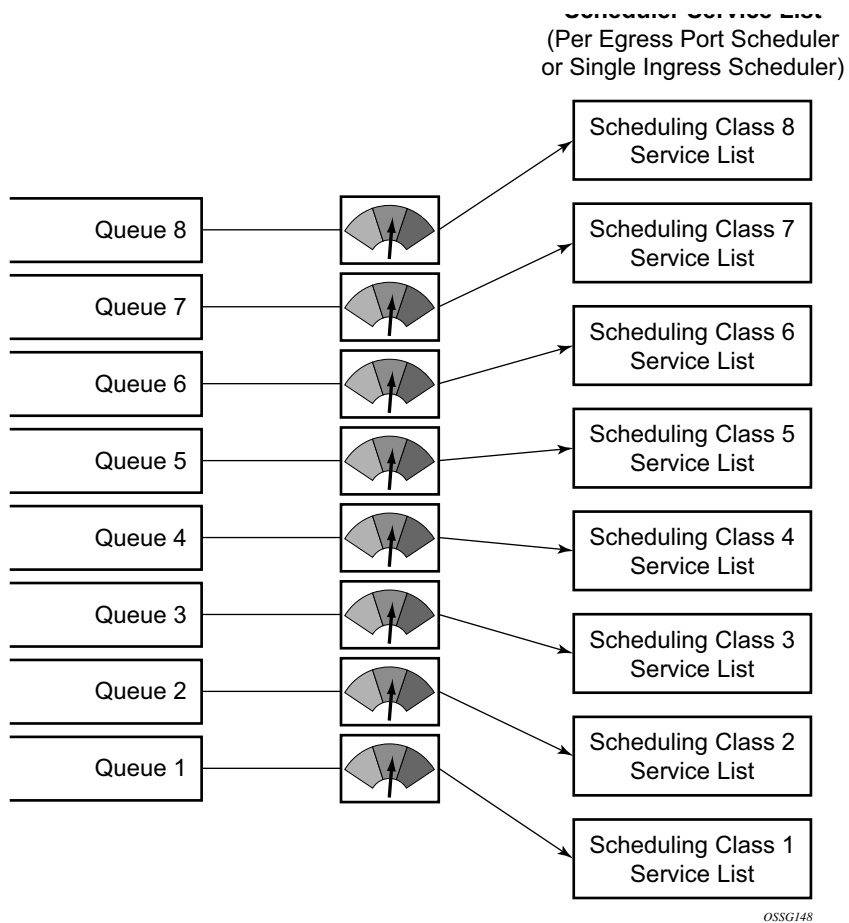 Scheduler Service List
(Per Egress Port Scheduler
or Single Ingress Scheduler)
Scheduling Class 8
Service List
Queue 8
Scheduling Class 7
Service List
Queue 7
Scheduling Class 6
Service List
Queue 6
Scheduling Class 5
Service List
Queue 5
Scheduling Class 4
Service List
Queue 4
Scheduling Class 3
Service List
Queue 3
Scheduling Class 2
Service List
Queue 2
Scheduling Class 1
Service List
Queue 1
OSSG148